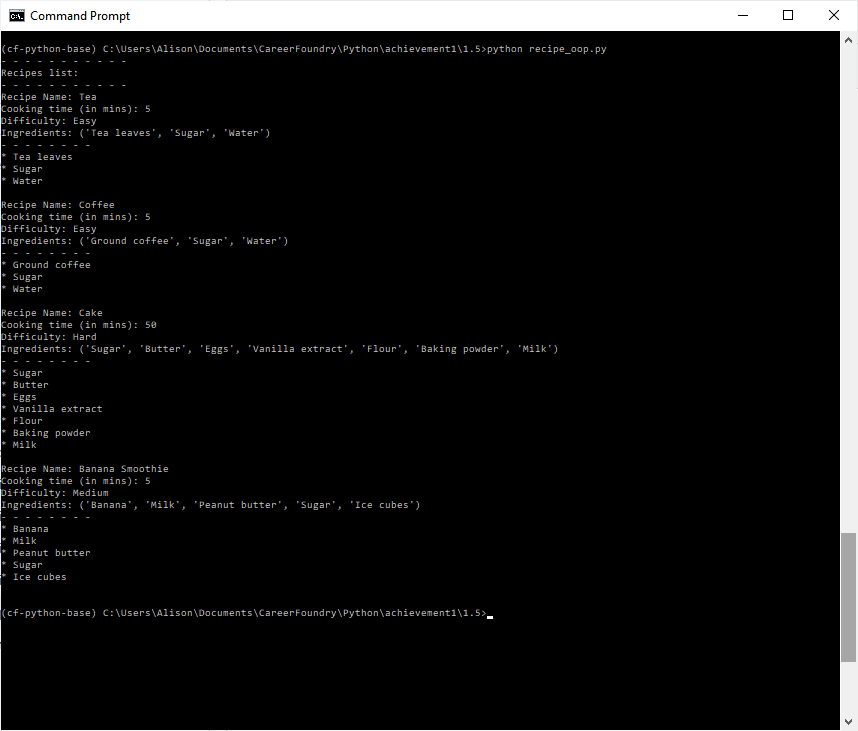 Command Prompt
(cf-python-base) C:\Users\Alison\Documents\CareerFoundry\Python\achievement1\1.5>python recipe_oop.py
- - - - - - - - - - -
Recipes list:
- - - - - - - - - - -
Recipe Name: Tea
Cooking time (in mins): 5
Difficulty: Easy
Ingredients: ('Tea leaves', 'Sugar', 'Water')
- - - - - - - -
* Tea leaves
* Sugar
* Water
Recipe Name: Coffee
Cooking time (in mins): 5
Difficulty: Easy
Ingredients: ('Ground coffee', 'Sugar', 'Water')
- - - - - - - -
* Ground coffee
* Sugar
* Water
Recipe Name: Cake
Cooking time (in mins): 50
Difficulty: Hard
Ingredients: ('Sugar', 'Butter', 'Eggs', 'Vanilla extract', 'Flour', 'Baking powder', 'Milk')
- - - - - - - -
* Sugar
* Butter
* Eggs
* Vanilla extract
* Flour
* Baking powder
* Milk
Recipe Name: Banana Smoothie
Cooking time (in mins): 5
Difficulty: Medium
Ingredients: ('Banana', 'Milk', 'Peanut butter', 'Sugar', 'Ice cubes')
- - - - - - - -
* Banana
* Milk
* Peanut butter
* Sugar
* Ice cubes
(cf-python-base) C:\Users\Alison\Documents\CareerFoundry\Python\achievement1\1.5>